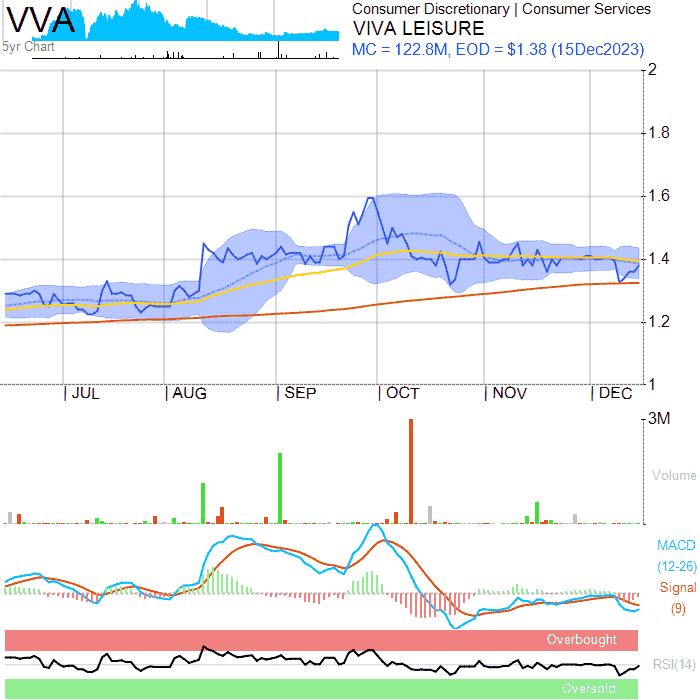 VVA
5yr Chart
Consumer Discretionary | Consumer Services
VIVA LEISURE
MC = 122.8M, EOD = $1.38 (15Dec2023)
2
1.8
1.6
1.4
1.2
1
JUL
AUG
SEP
OCT
NOV
DEC
3M
Volume
MACD
(12-26)
Signal
(9)
Overbought
RSI(14)
Oversold